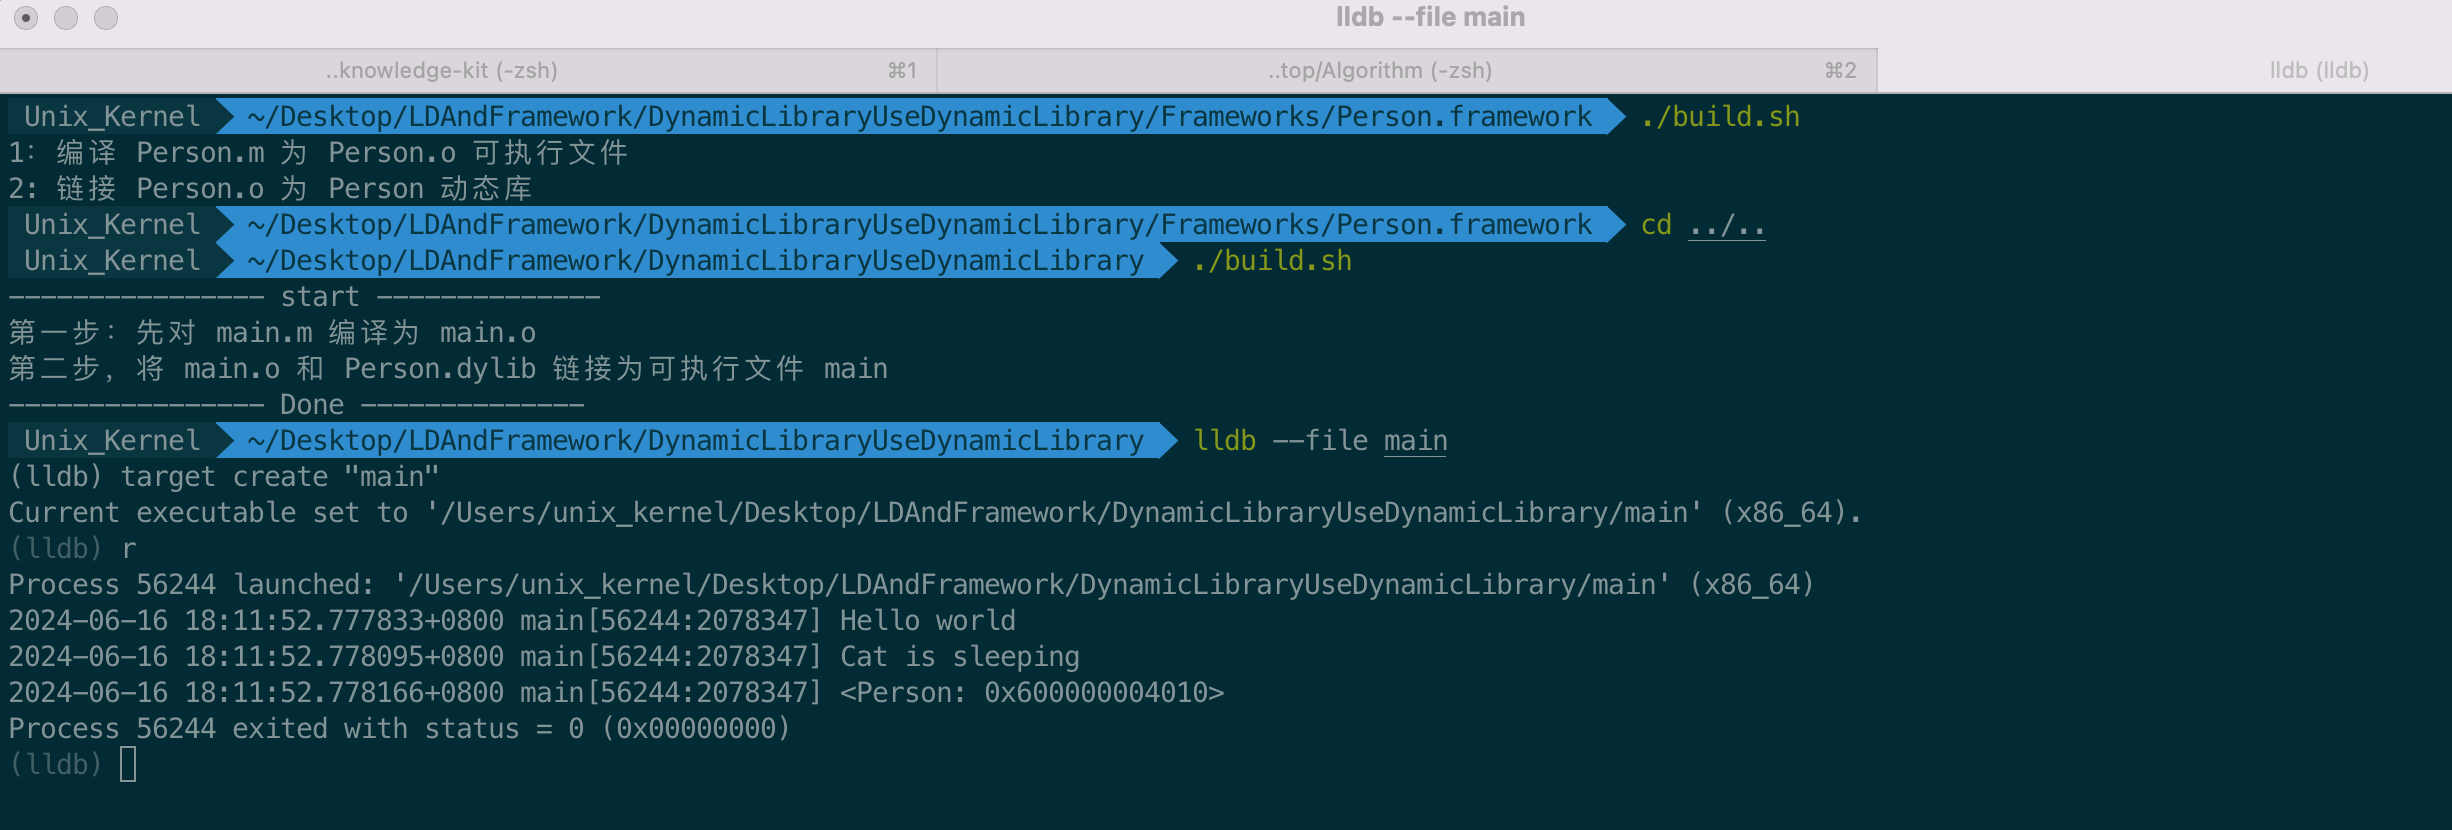 lldb --file main
..knowledge-kit (-zsh) ⌘1 ..top/Algorithm (-zsh) ⌘2 lldb (lldb)
Unix_Kernel ~/Desktop/LDAndFramework/DynamicLibraryUseDynamicLibrary/Frameworks/Person.framework ./build.sh
1: 编译 Person.m 为 Person.o 可执行文件
2: 链接 Person.o 为 Person 动态库
Unix_Kernel ~/Desktop/LDAndFramework/DynamicLibraryUseDynamicLibrary/Frameworks/Person.framework cd ../..
Unix_Kernel ~/Desktop/LDAndFramework/DynamicLibraryUseDynamicLibrary ./build.sh
---------------- start --------------
第一步：先对 main.m 编译为 main.o
第二步，将 main.o 和 Person.dylib 链接为可执行文件 main
---------------- Done --------------
Unix_Kernel ~/Desktop/LDAndFramework/DynamicLibraryUseDynamicLibrary lldb --file main
(lldb) target create "main"
Current executable set to '/Users/unix_kernel/Desktop/LDAndFramework/DynamicLibraryUseDynamicLibrary/main' (x86_64).
(lldb) r
Process 56244 launched: '/Users/unix_kernel/Desktop/LDAndFramework/DynamicLibraryUseDynamicLibrary/main' (x86_64)
2024-06-16 18:11:52.777833+0800 main[56244:2078347] Hello world
2024-06-16 18:11:52.778095+0800 main[56244:2078347] Cat is sleeping
2024-06-16 18:11:52.778166+0800 main[56244:2078347] <Person: 0x600000004010>
Process 56244 exited with status = 0 (0x00000000)
(lldb)